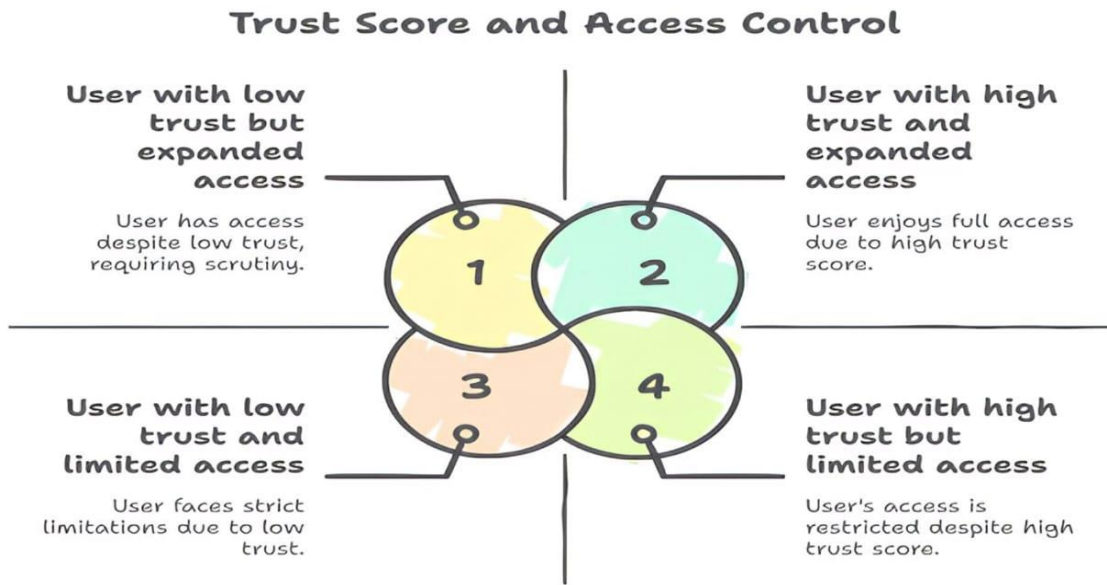 Trust Score and Access Control
User with low
trust but
expanded
access
User has access
despite low trust,
requiring scrutiny.
1
User with high
trust and
expanded
access
User enjoys full access
due to high trust
score.
2
User with low
trust and
limited access
User faces strict
limitations due to low
trust.
3
User with high
trust but
limited access
User's access is
restricted despite high
trust score.
4